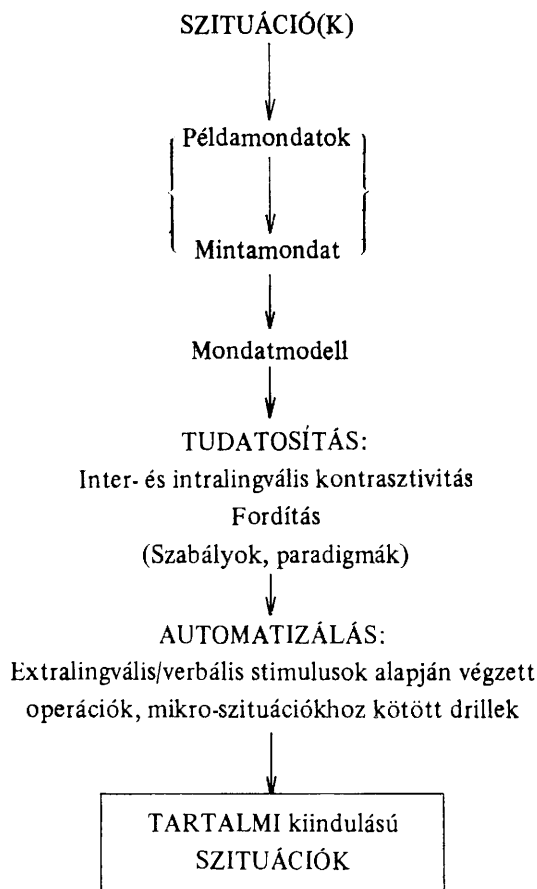 SZITUÁCIÓ(K)
Példamondatok
Mintamondat
Mondatmodell
TUDATOSÍTÁS:
Inter- és intralingvális kontrasztivitás
Fordítás
(Szabályok, paradigmák)
AUTOMATIZÁLÁS:
Extralingvális/verbális stimulusok alapján végzett
operációk, mikro-szituációkhoz kötött drillek
TARTALMI kiindulású
SZITUÁCIÓK